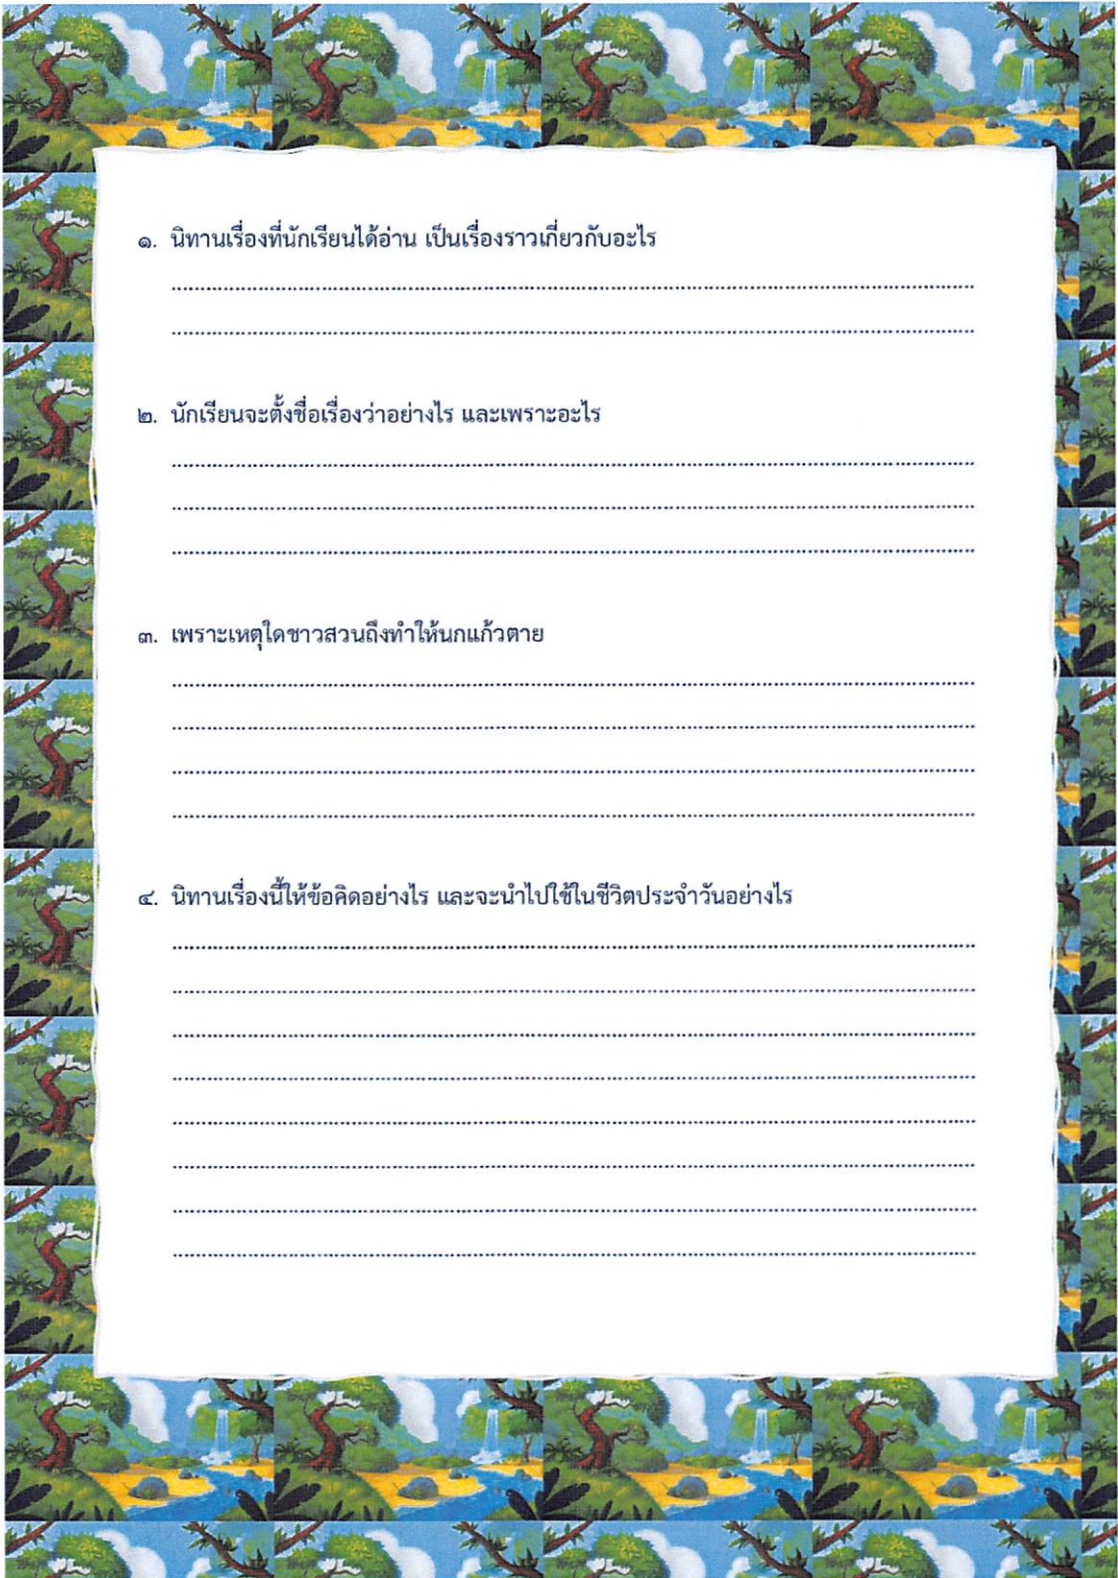 ๑. นิทานเรื่องที่นักเรียนได้อ่าน เป็นเรื่องราวเกี่ยวกับอะไร
๒. นักเรียนจะตั้งชื่อเรื่องว่าอย่างไร และเพราะอะไร
๓. เพราะเหตุใดชาวสวนถึงทำให้นกแก้วตาย
๔. นิทานเรื่องนี้ให้ข้อคิดอย่างไร และจะนำไปใช้ในชีวิตประจำวันอย่างไร